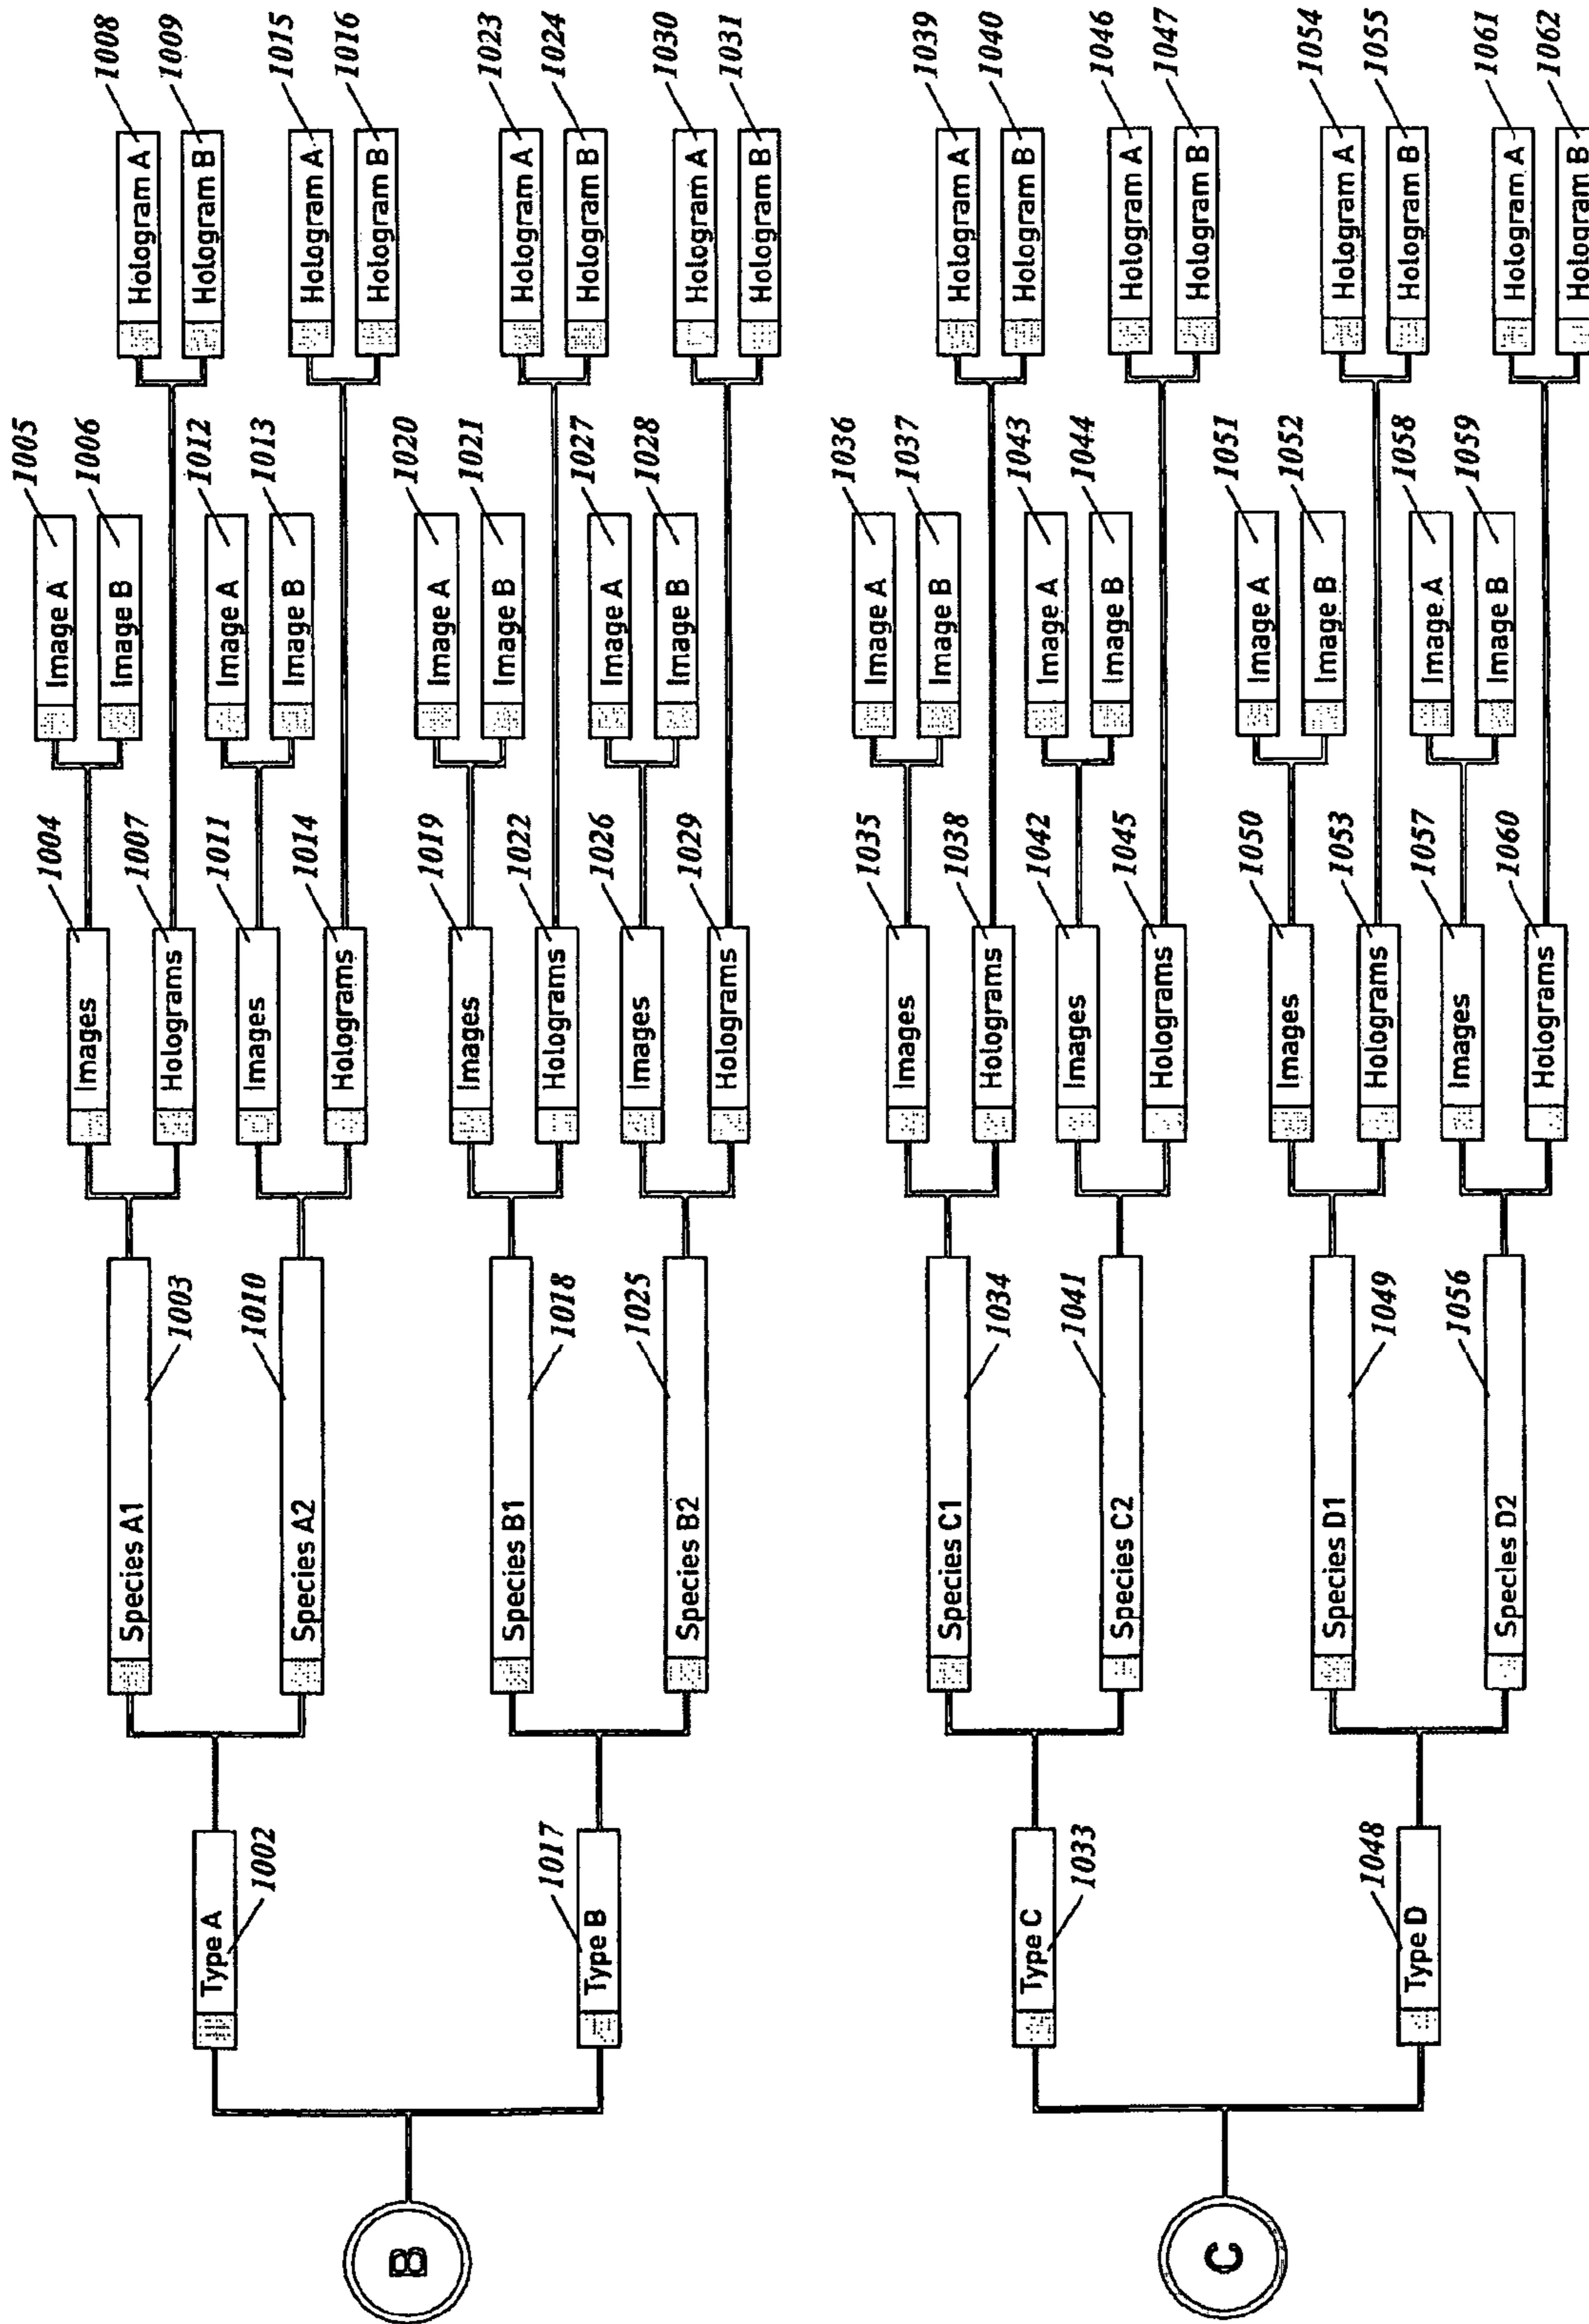 B
Type A
1002
Species A1
1003
Images
1004
Image A
1005
Image B
1006
Holograms
1007
Hologram A
1008
Hologram B
1009
Species A2
1010
Images
1011
Image A
1012
Image B
1013
Holograms
1014
Hologram A
1015
Hologram B
1016
Type B
1017
Species B1
1018
Images
1019
Image A
1020
Image B
1021
Holograms
1022
Hologram A
1023
Hologram B
1024
Species B2
1025
Images
1026
Image A
1027
Image B
1028
Holograms
1029
Hologram A
1030
Hologram B
1031
C
Type C
1033
Species C1
1034
Images
1035
Image A
1036
Image B
1037
Holograms
1038
Hologram A
1039
Hologram B
1040
Species C2
1041
Images
1042
Image A
1043
Image B
1044
Holograms
1045
Hologram A
1046
Hologram B
1047
Type D
1048
Species D1
1049
Images
1050
Image A
1051
Image B
1052
Holograms
1053
Hologram A
1054
Hologram B
1055
Species D2
1056
Images
1057
Image A
1058
Image B
1059
Holograms
1060
Hologram A
1061
Hologram B
1062